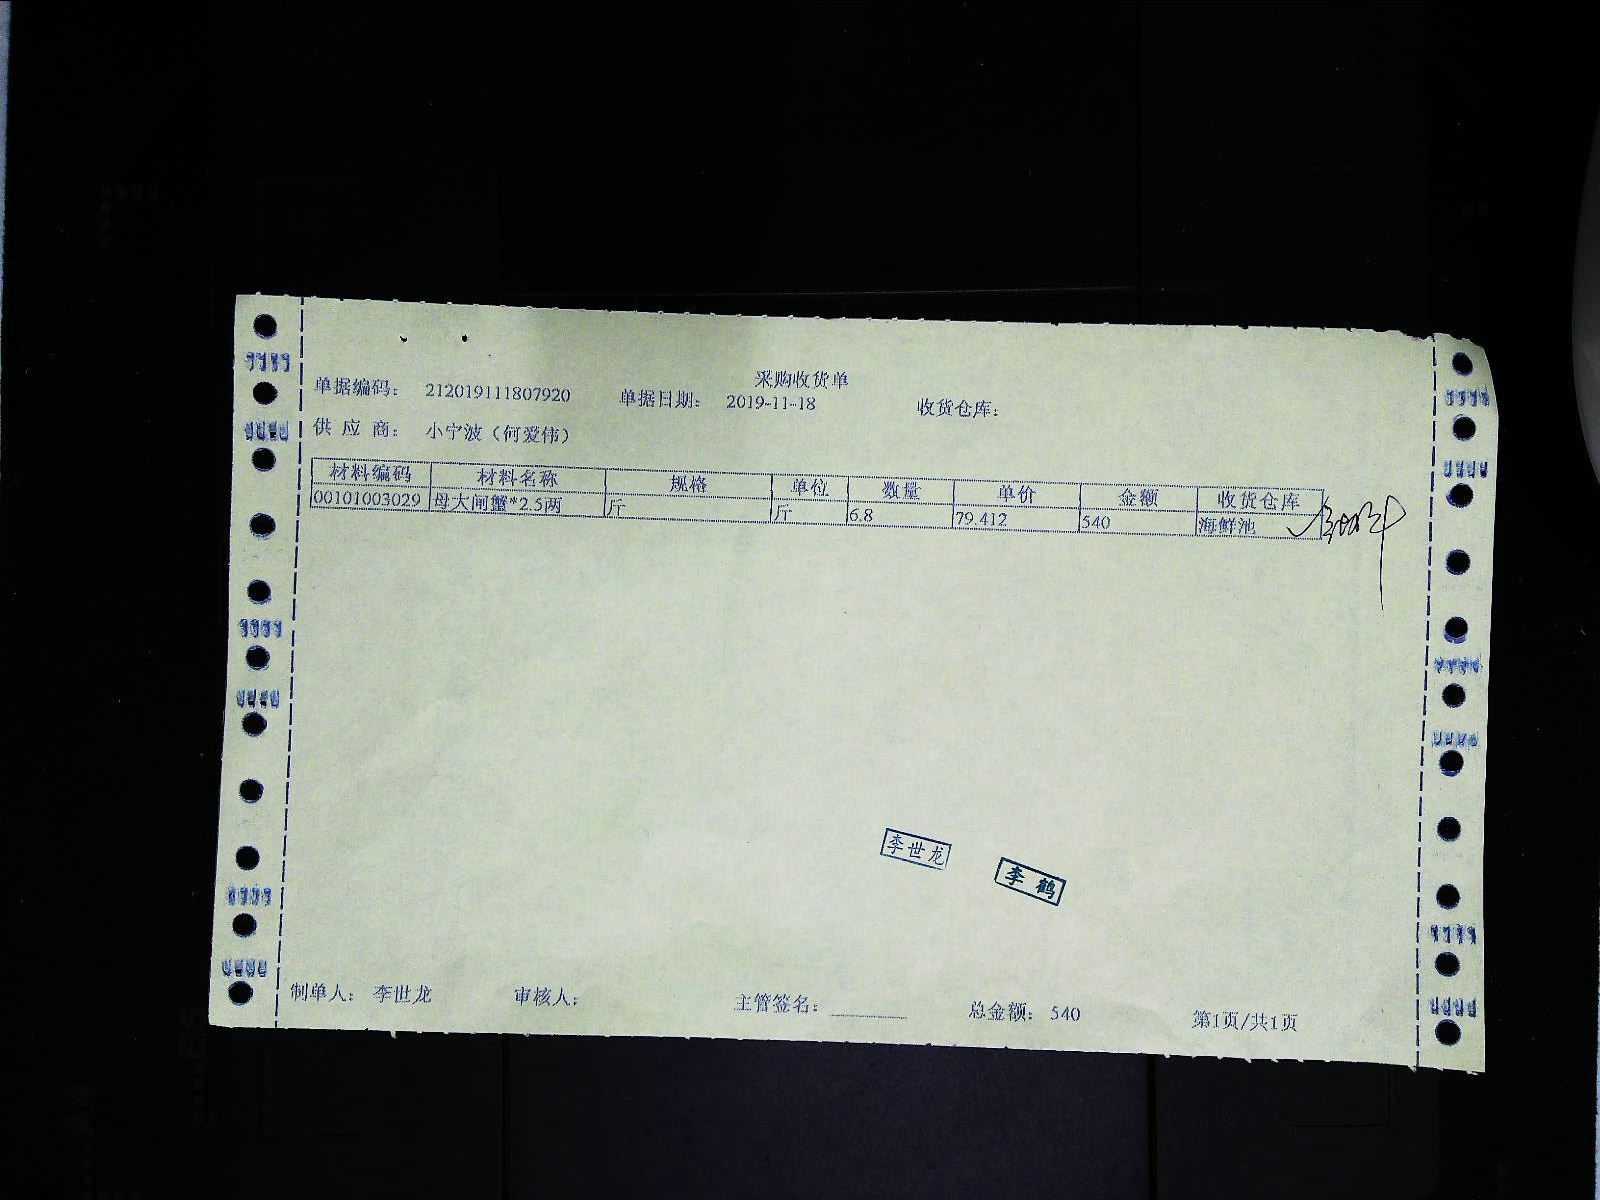 采购收货单
单据编码： 212019111807920 单据日期： 2019-11-18 收货仓库：
供 应 商： 小宁波（何爱伟）
材料编码 材料名称 规格 单位 数量 单价 金额 收货仓库
00101003029 母大闸蟹*2.5两 斤 斤 6.8 79.412 540 海鲜池
李世龙
李鹤
制单人： 李世龙 审核人： 主管签名： 总金额： 540 第1页/共1页